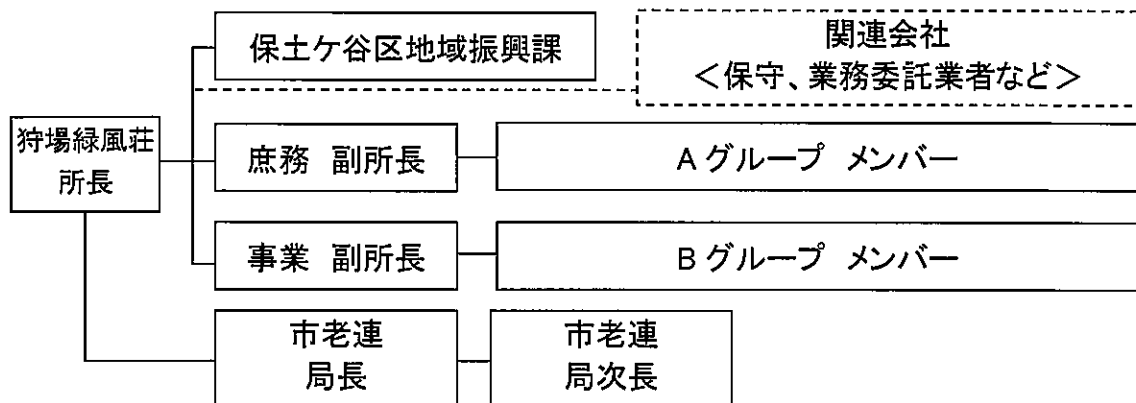 保土ケ谷区地域振興課
関連会社
＜保守、業務委託業者など＞
狩場緑風荘
所長
庶務 副所長
Aグループ メンバー
事業 副所長
Bグループ メンバー
市老連
局長
市老連
局次長